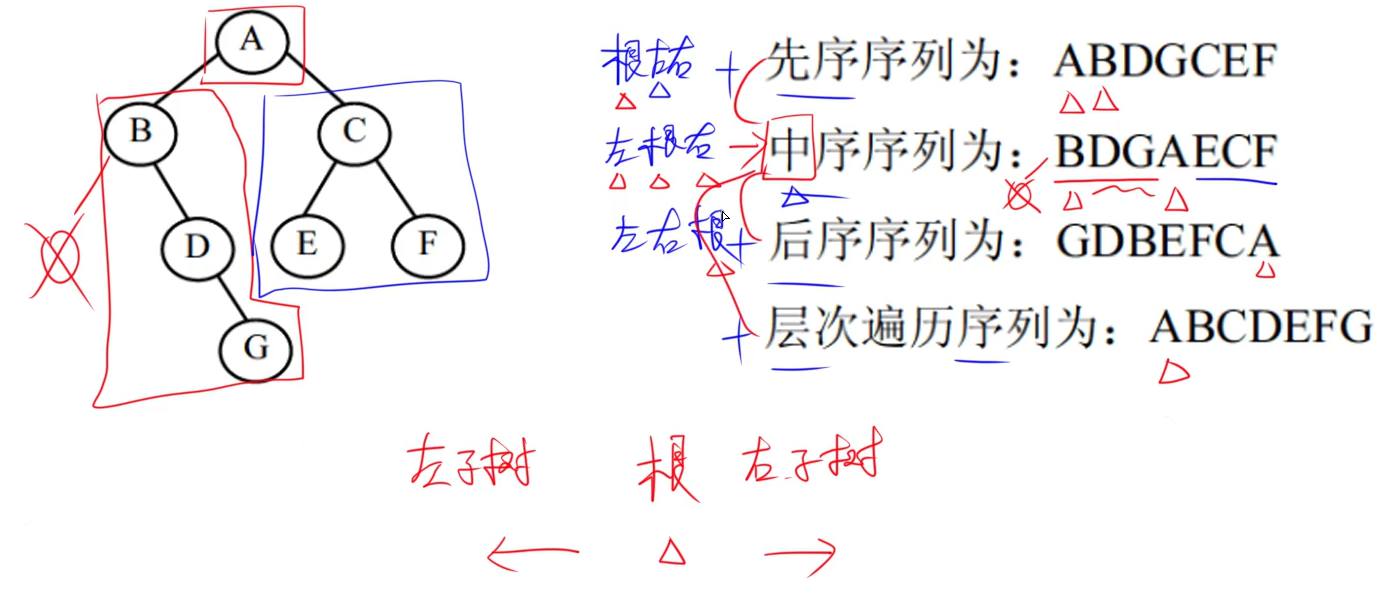 A
B
C
D
E
F
G
根左右 + 先序序列为：ABDGCEF
左根右 → 中序序列为：BDGAECF
左右根 + 后序序列为：GDBEFCA
+ 层次遍历序列为：ABCDEFG
左子树 根 右子树